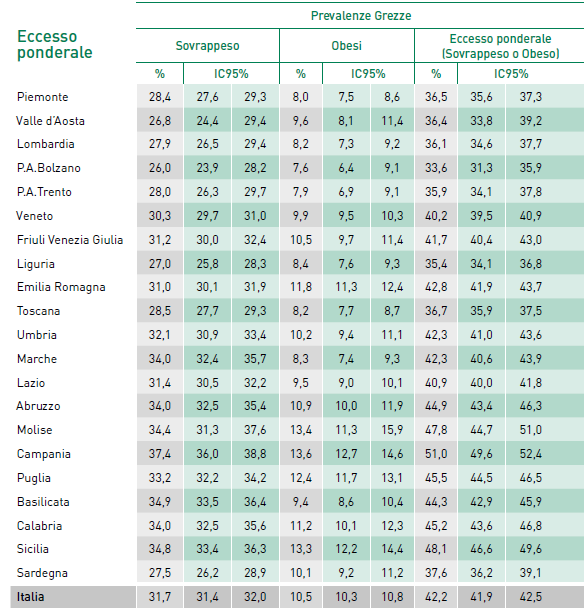 Prevalenze Grezze
Eccesso
ponderale
Sovrappeso Obesi Eccesso ponderale
(Sovrappeso o Obeso)
% IC95% % IC95% % IC95%
Piemonte 28,4 27,6 29,3 8,0 7,5 8,6 36,5 35,6 37,3
Valle d'Aosta 26,8 24,4 29,4 9,6 8,1 11,4 36,4 33,8 39,2
Lombardia 27,9 26,5 29,4 8,2 7,3 9,2 36,1 34,6 37,7
P.A.Bolzano 26,0 23,9 28,2 7,6 6,4 9,1 33,6 31,3 35,9
P.A.Trento 28,0 26,3 29,7 7,9 6,9 9,1 35,9 34,1 37,8
Veneto 30,3 29,7 31,0 9,9 9,5 10,3 40,2 39,5 40,9
Friuli Venezia Giulia 31,2 30,0 32,4 10,5 9,7 11,4 41,7 40,4 43,0
Liguria 27,0 25,8 28,3 8,4 7,6 9,3 35,4 34,1 36,8
Emilia Romagna 31,0 30,1 31,9 11,8 11,3 12,4 42,8 41,9 43,7
Toscana 28,5 27,7 29,3 8,2 7,7 8,7 36,7 35,9 37,5
Umbria 32,1 30,9 33,4 10,2 9,4 11,1 42,3 41,0 43,6
Marche 34,0 32,4 35,7 8,3 7,4 9,3 42,3 40,6 43,9
Lazio 31,4 30,5 32,2 9,5 9,0 10,1 40,9 40,0 41,8
Abruzzo 34,0 32,5 35,4 10,9 10,0 11,9 44,9 43,4 46,3
Molise 34,4 31,3 37,6 13,4 11,3 15,9 47,8 44,7 51,0
Campania 37,4 36,0 38,8 13,6 12,7 14,6 51,0 49,6 52,4
Puglia 33,2 32,2 34,2 12,4 11,7 13,1 45,5 44,5 46,5
Basilicata 34,9 33,5 36,4 9,4 8,6 10,4 44,3 42,9 45,9
Calabria 34,0 32,5 35,6 11,2 10,1 12,3 45,2 43,6 46,8
Sicilia 34,8 33,4 36,3 13,3 12,2 14,4 48,1 46,6 49,6
Sardegna 27,5 26,2 28,9 10,1 9,2 11,2 37,6 36,2 39,1
Italia 31,7 31,4 32,0 10,5 10,3 10,8 42,2 41,9 42,5